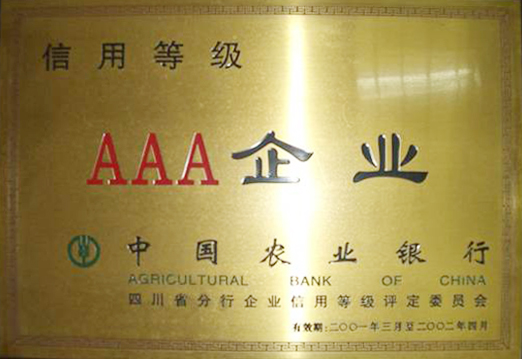 信用等级
AAA企业
中国农业银行
AGRICULTURAL BANK OF CHINA
四川省分行企业信用等级评定委员会
有效期:二〇〇一年三月至二〇〇二年四月